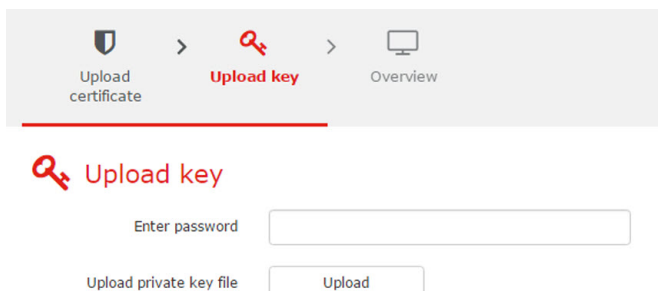 Upload
certificate
Upload key
Overview
Upload key
Enter password
Upload private key file
Upload